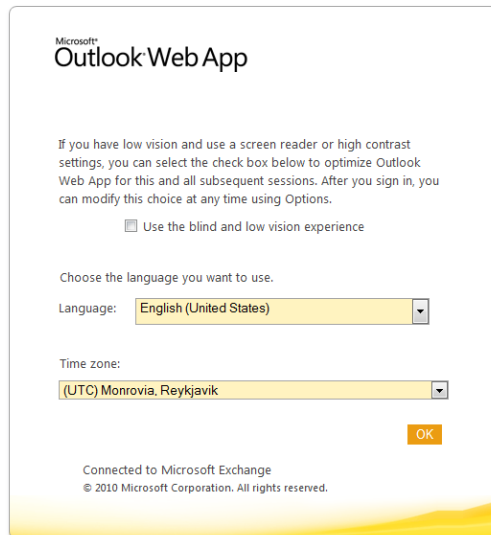 Microsoft®
Outlook Web App
If you have low vision and use a screen reader or high contrast
settings, you can select the check box below to optimize Outlook
Web App for this and all subsequent sessions. After you sign in, you
can modify this choice at any time using Options.
Use the blind and low vision experience
Choose the language you want to use.
Language: English (United States)
Time zone:
(UTC) Monrovia, Reykjavik
OK
Connected to Microsoft Exchange
© 2010 Microsoft Corporation. All rights reserved.